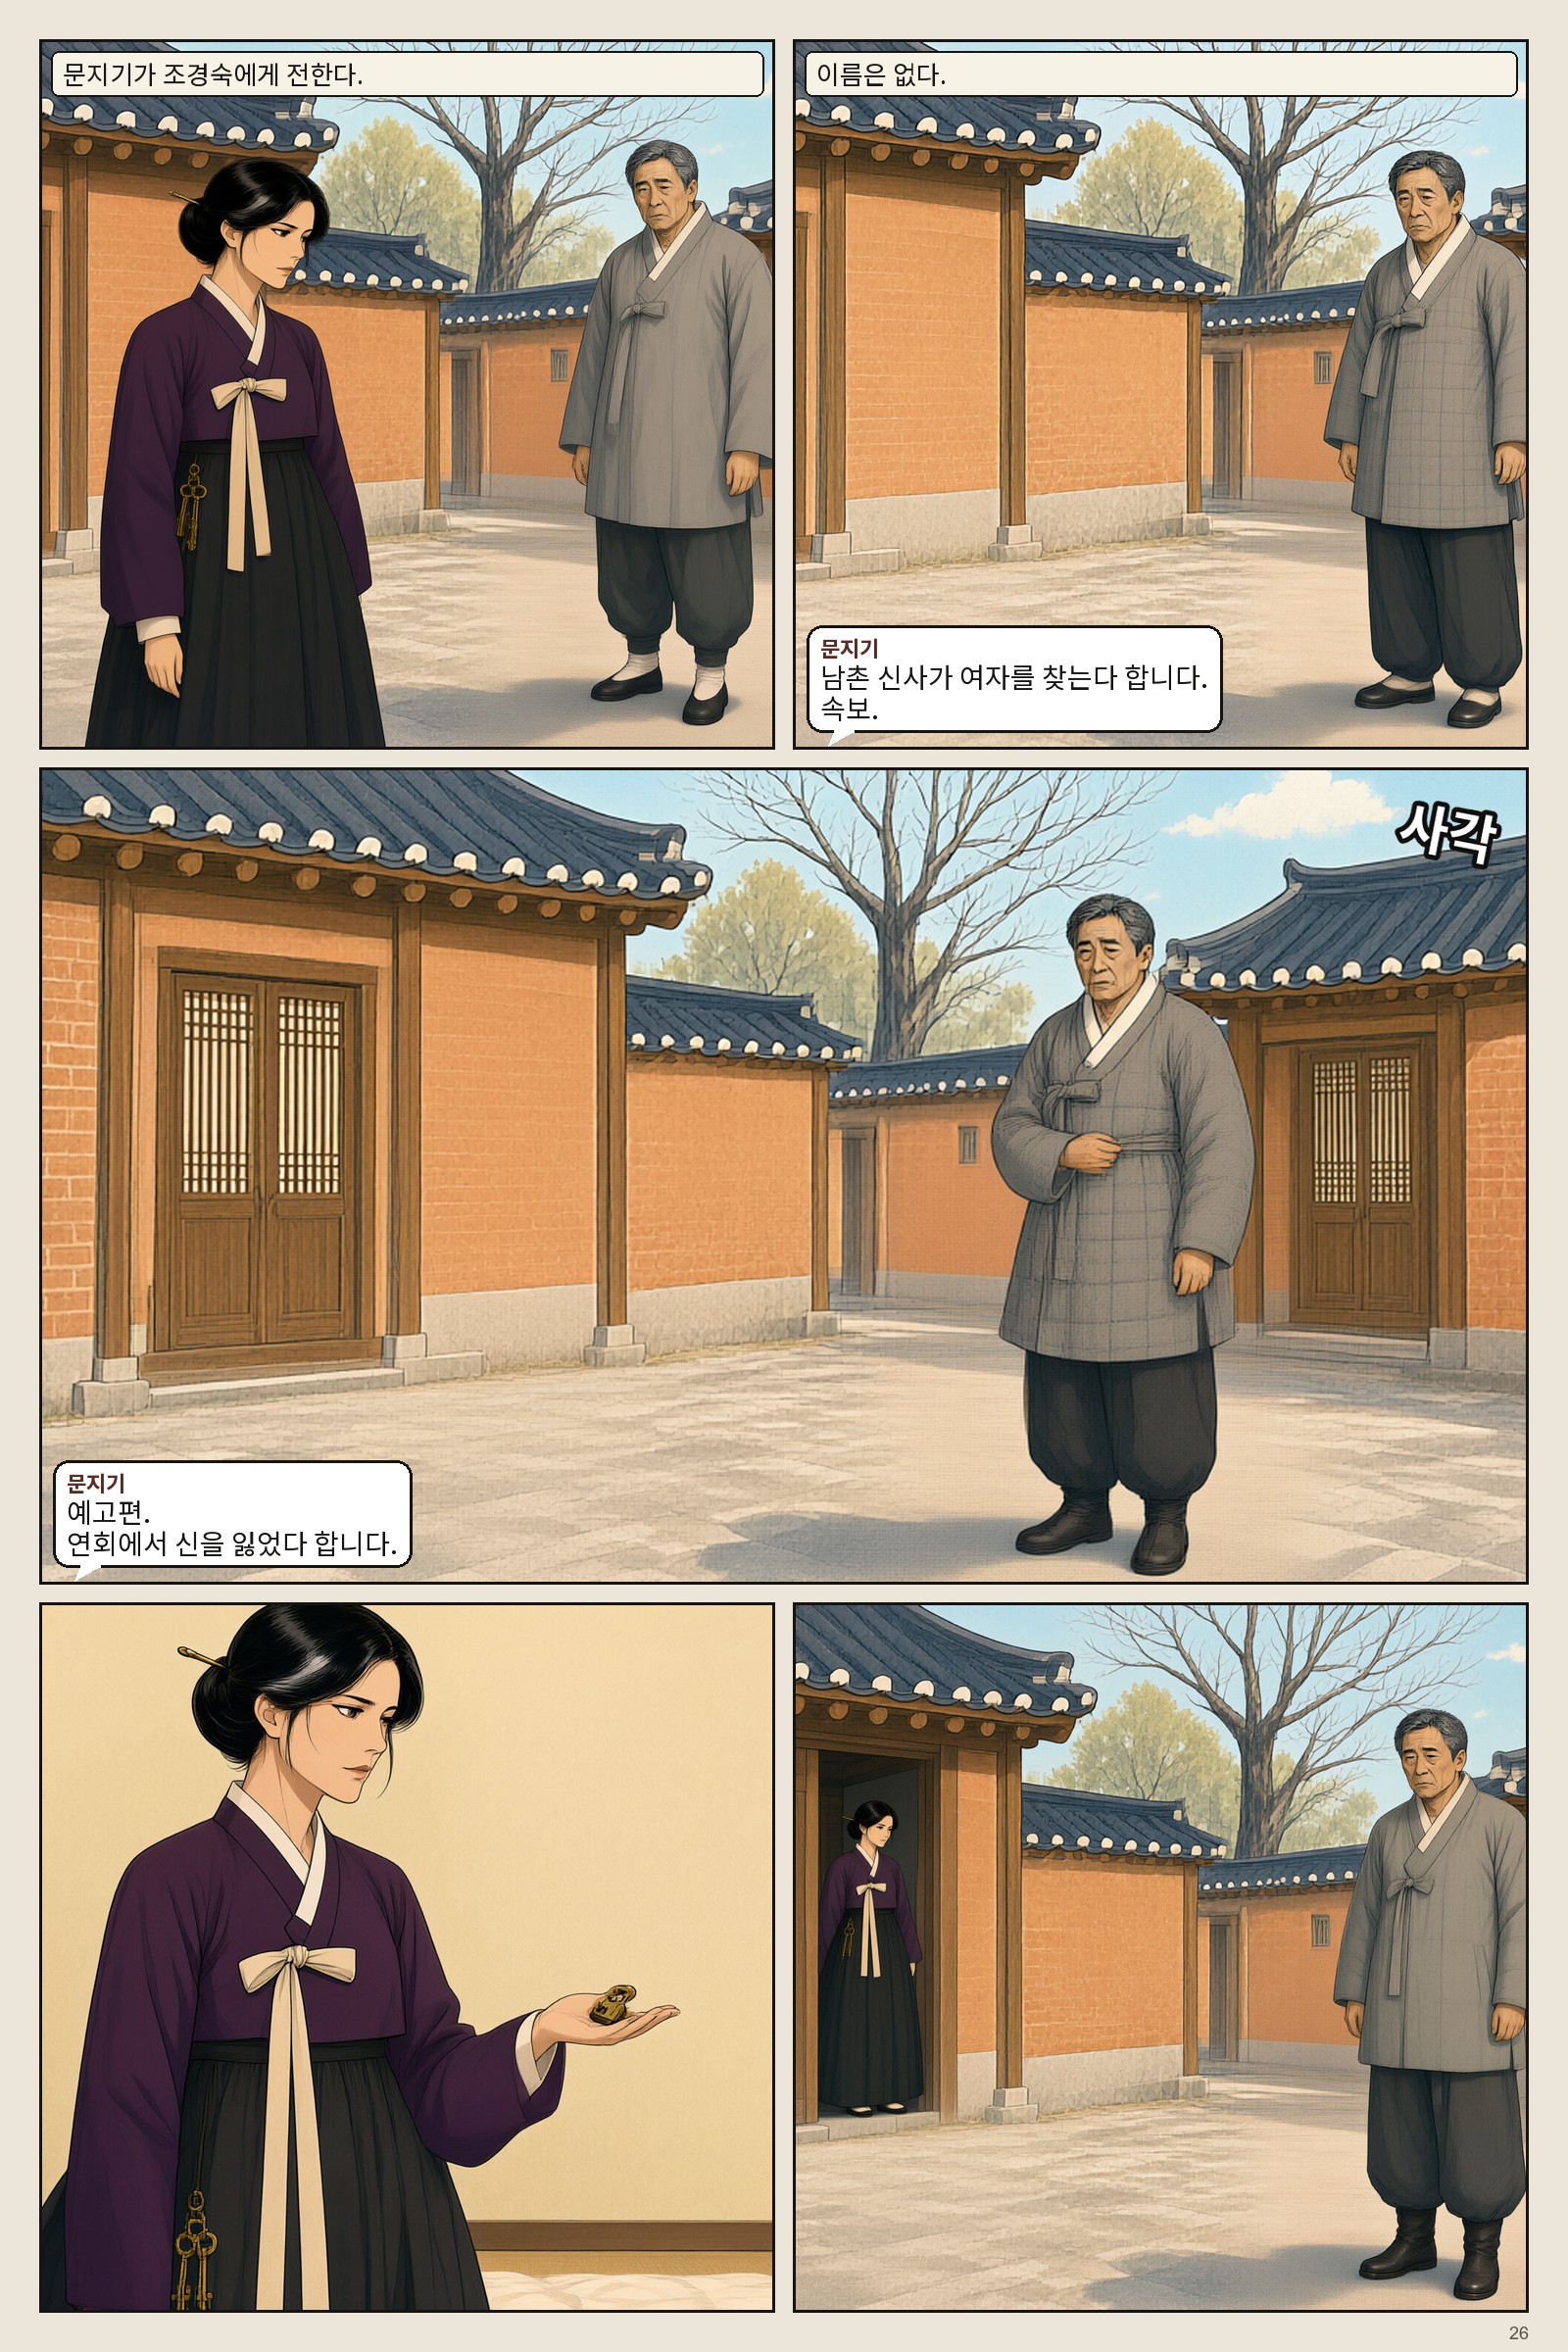 문지기가 조경숙에게 전한다.
이름은 없다.
문지기
남촌 신사가 여자를 찾는다 합니다.
속보.
사각
문지기
예고편.
연회에서 신을 잃었다 합니다.
26